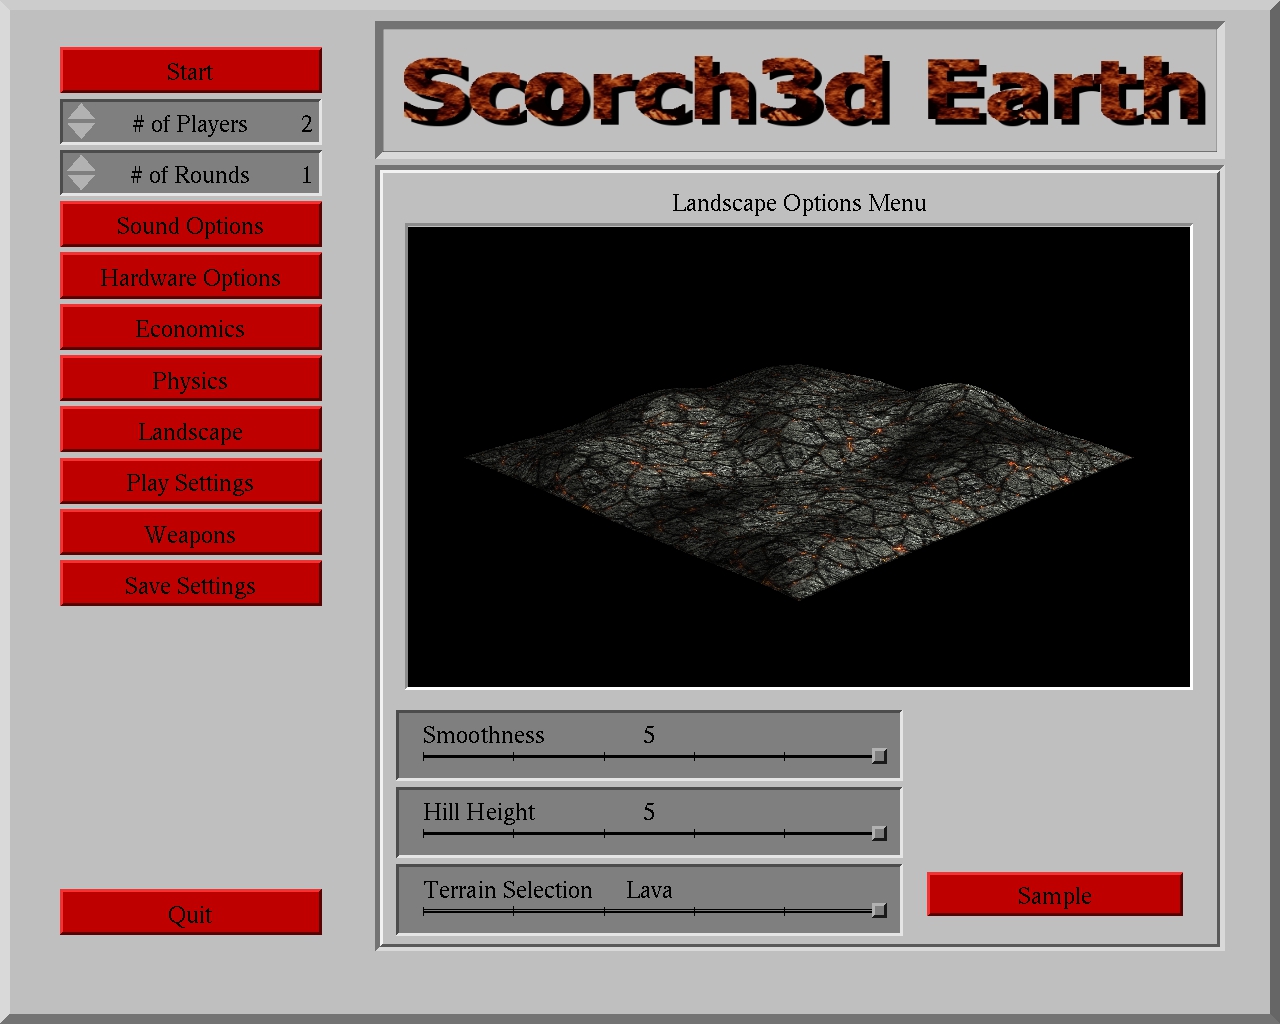 Scorch3d Earth
Start
# of Players 2
# of Rounds 1
Sound Options
Hardware Options
Economics
Physics
Landscape
Play Settings
Weapons
Save Settings
Quit
Landscape Options Menu
Smoothness 5
Hill Height 5
Terrain Selection Lava
Sample